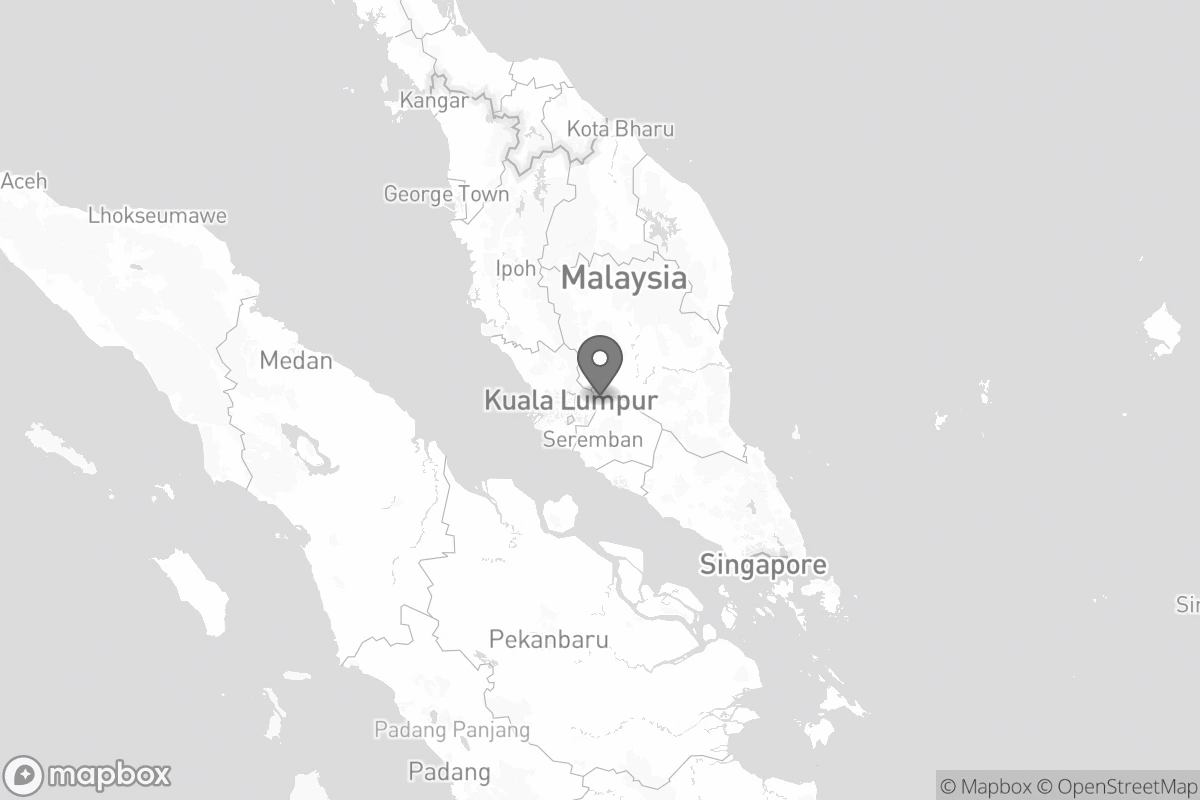 Kangar
Kota Bharu
Aceh
George Town
Lhokseumawe
Ipoh
Malaysia
Medan
Kuala Lumpur
Seremban
Singapore
Sin
Pekanbaru
Padang Panjang
Padang
mapbox
© Mapbox © OpenStreetMap